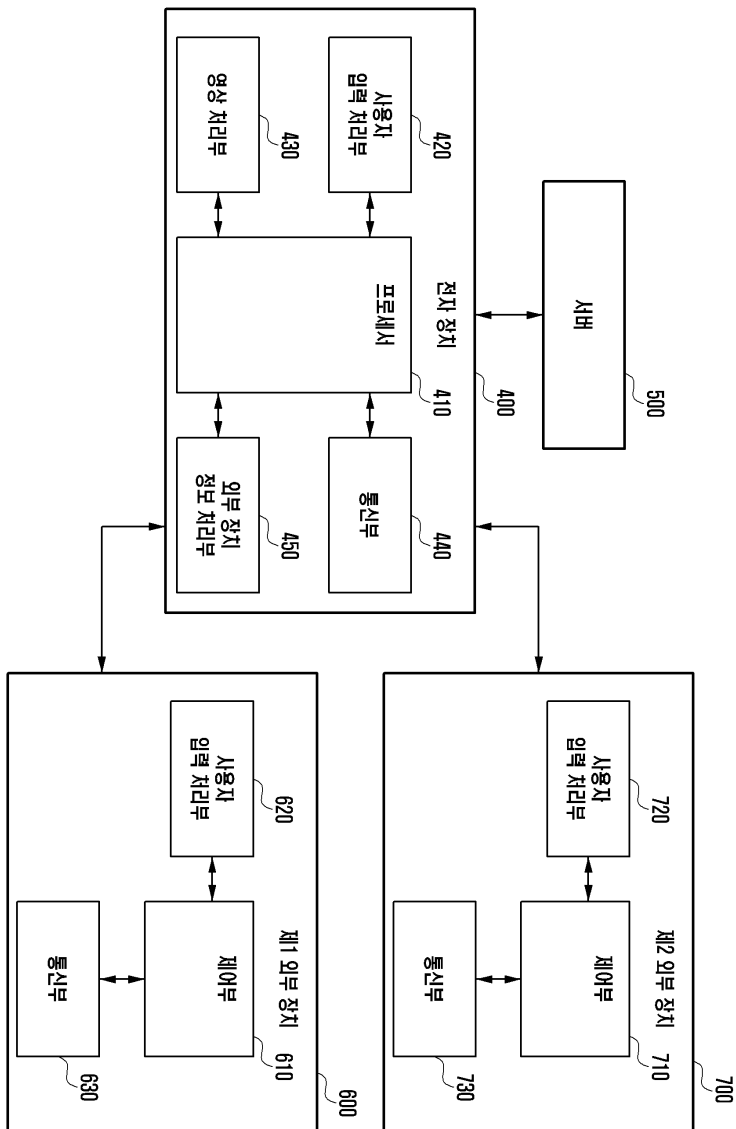 서버
500
전자 장치
400
사용자
입력 처리부
420
영상 처리부
430
프로세서
410
통신부
440
외부 장치
정보 처리부
450
제2 외부 장치
700
사용자
입력 처리부
720
제어부
710
통신부
730
제1 외부 장치
600
사용자
입력 처리부
620
제어부
610
통신부
630